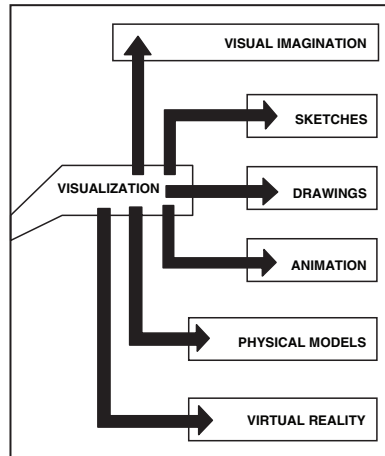 VISUAL IMAGINATION
SKETCHES
VISUALIZATION
DRAWINGS
ANIMATION
PHYSICAL MODELS
VIRTUAL REALITY